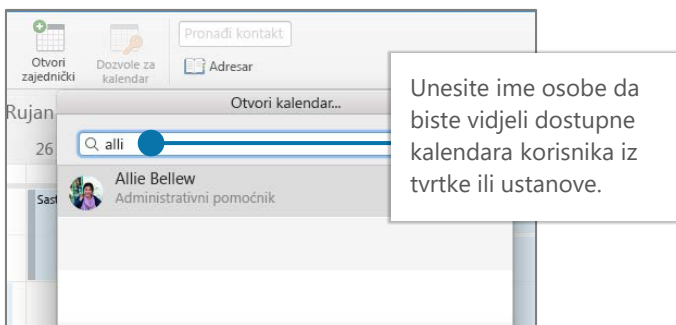 Pronađi kontakt
Otvori
zajednički
Dozvole za
kalendar
Adresar
Rujan
Otvori kalendar...
26
alli
Allie Bellew
Administrativni pomoćnik
Sast
Unesite ime osobe da
biste vidjeli dostupne
kalendara korisnika iz
tvrtke ili ustanove.